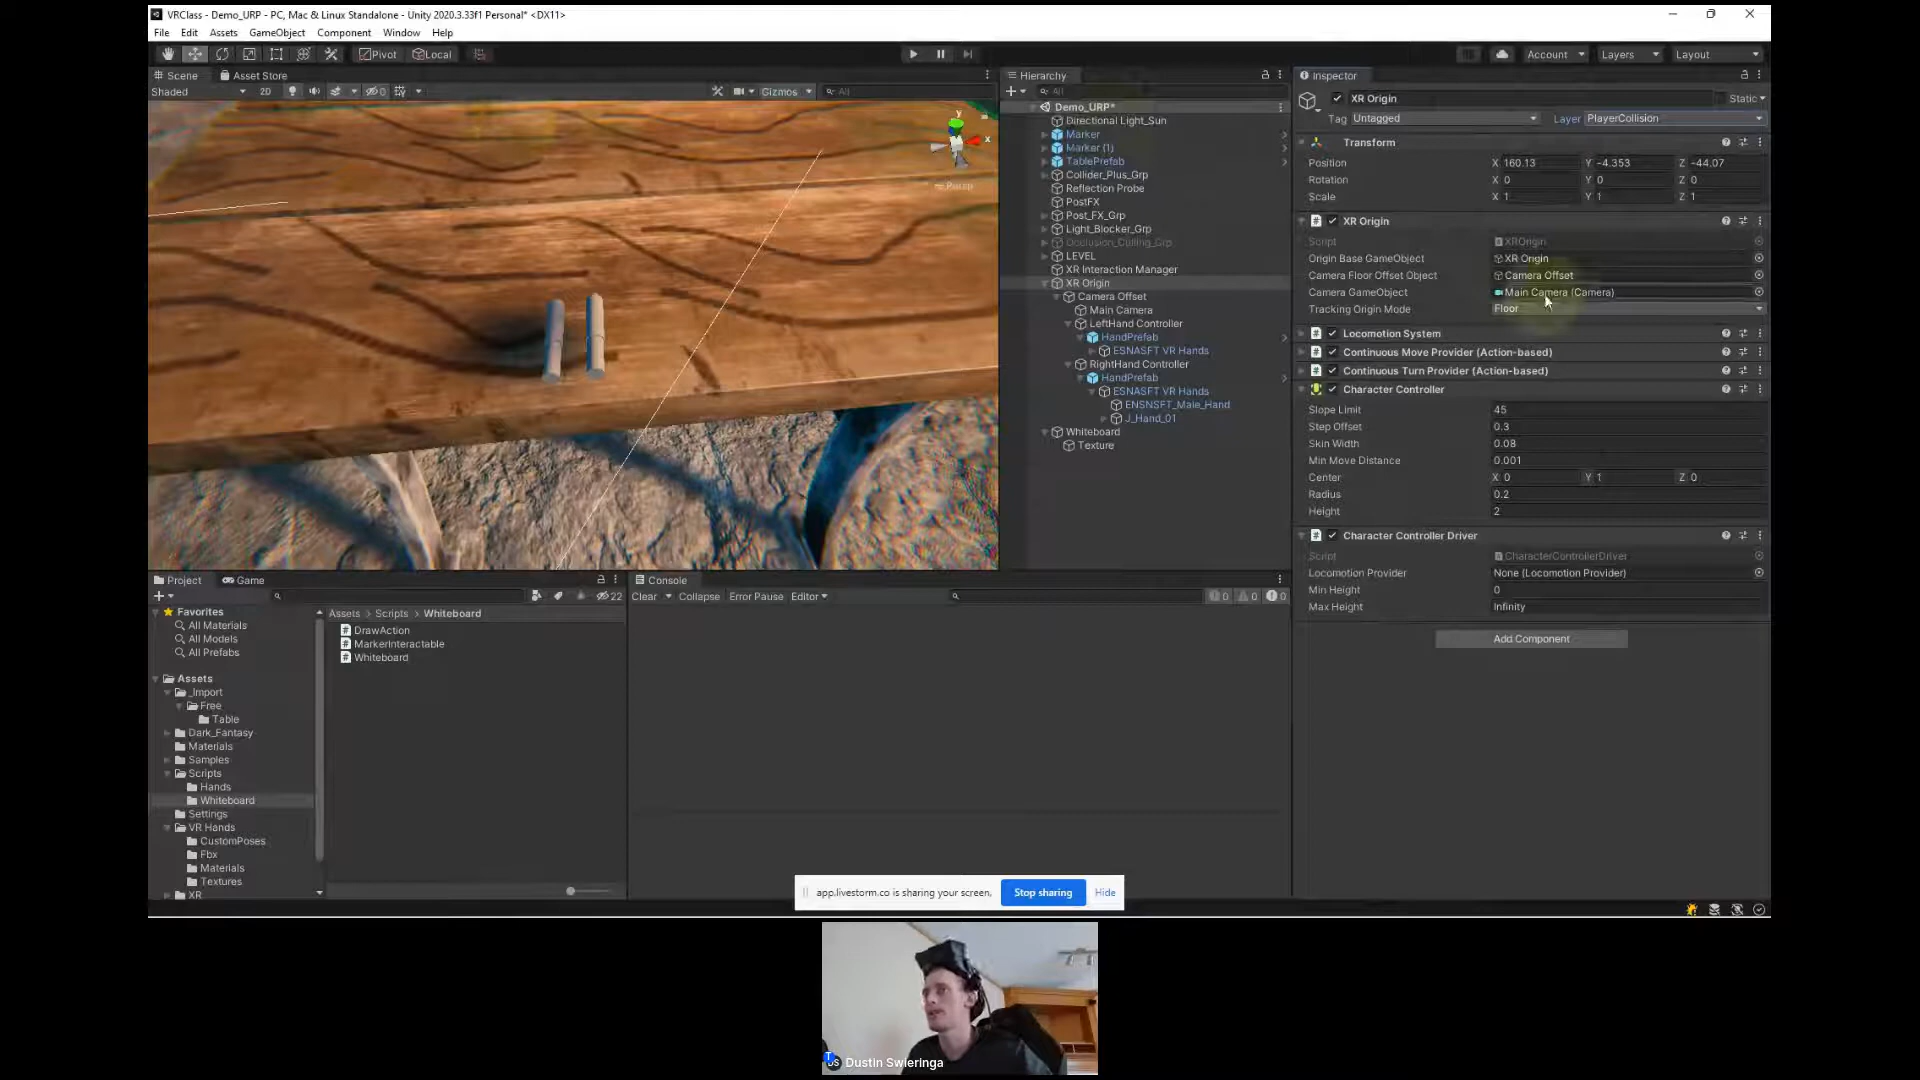 VRClass - Demo_URP - PC, Mac & Linux Standalone - Unity 2020.3.33f1 Personal* <DX11>
File Edit Assets GameObject Component Window Help
Pivot Local Account Layers Layout
Scene Asset Store
Shaded 2D 0 Gizmos All
y
x
Persp
Hierarchy
All
Demo_URP*
Directional Light_Sun
Marker
Marker (1)
TablePrefab
Collider_Plus_Grp
Reflection Probe
PostFX
Post_FX_Grp
Light_Blocker_Grp
Occlusion_Culling_Grp
LEVEL
XR Interaction Manager
XR Origin
Camera Offset
Main Camera
LeftHand Controller
HandPrefab
ESNASFT VR Hands
RightHand Controller
HandPrefab
ESNASFT VR Hands
ENSNSFT_Male_Hand
J_Hand_01
Whiteboard
Texture
Inspector
XR Origin Static
Tag Untagged Layer PlayerCollision
Transform
Position X 160.13 Y -4.353 Z -44.07
Rotation X 0 Y 0 Z 0
Scale X 1 Y 1 Z 1
XR Origin
Script XROrigin
Origin Base GameObject XR Origin
Camera Floor Offset Object Camera Offset
Camera GameObject Main Camera (Camera)
Tracking Origin Mode Floor
Locomotion System
Continuous Move Provider (Action-based)
Continuous Turn Provider (Action-based)
Character Controller
Slope Limit 45
Step Offset 0.3
Skin Width 0.08
Min Move Distance 0.001
Center X 0 Y 1 Z 0
Radius 0.2
Height 2
Character Controller Driver
Script CharacterControllerDriver
Locomotion Provider None (Locomotion Provider)
Min Height 0
Max Height Infinity
Add Component
Project Game
22
Favorites
All Materials
All Models
All Prefabs
Assets
_Import
Free
Table
Dark_Fantasy
Materials
Samples
Scripts
Hands
Whiteboard
Settings
VR Hands
CustomPoses
Fbx
Materials
Textures
XR
Assets > Scripts > Whiteboard
DrawAction
MarkerInteractable
Whiteboard
Console
Clear Collapse Error Pause Editor 0 0 0
app.livestorm.co is sharing your screen. Stop sharing Hide
DS Dustin Swieringa